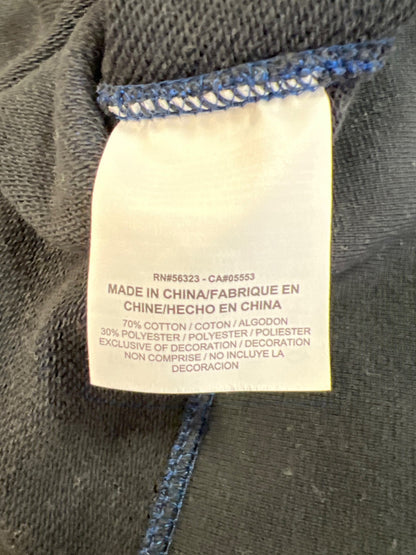 RN#56323 - CA#05553
MADE IN CHINA/FABRIQUE EN
CHINE/HECHO EN CHINA
70% COTTON / COTON / ALGODON
30% POLYESTER / POLYESTER / POLIESTER
EXCLUSIVE OF DECORATION / DECORATION
NON COMPRISE / NO INCLUYE LA
DECORACION